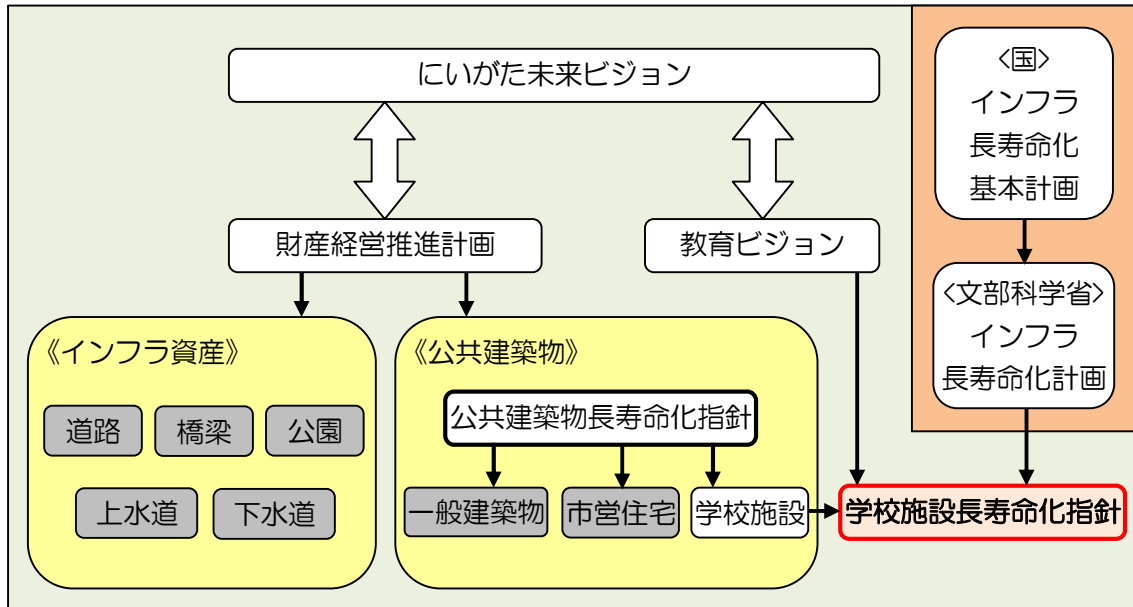 にいがた未来ビジョン
〈国〉
インフラ
長寿命化
基本計画
財産経営推進計画
教育ビジョン
〈文部科学省〉
インフラ
長寿命化計画
《インフラ資産》
道路
橋梁
公園
上水道
下水道
《公共建築物》
公共建築物長寿命化指針
一般建築物
市営住宅
学校施設
学校施設長寿命化指針